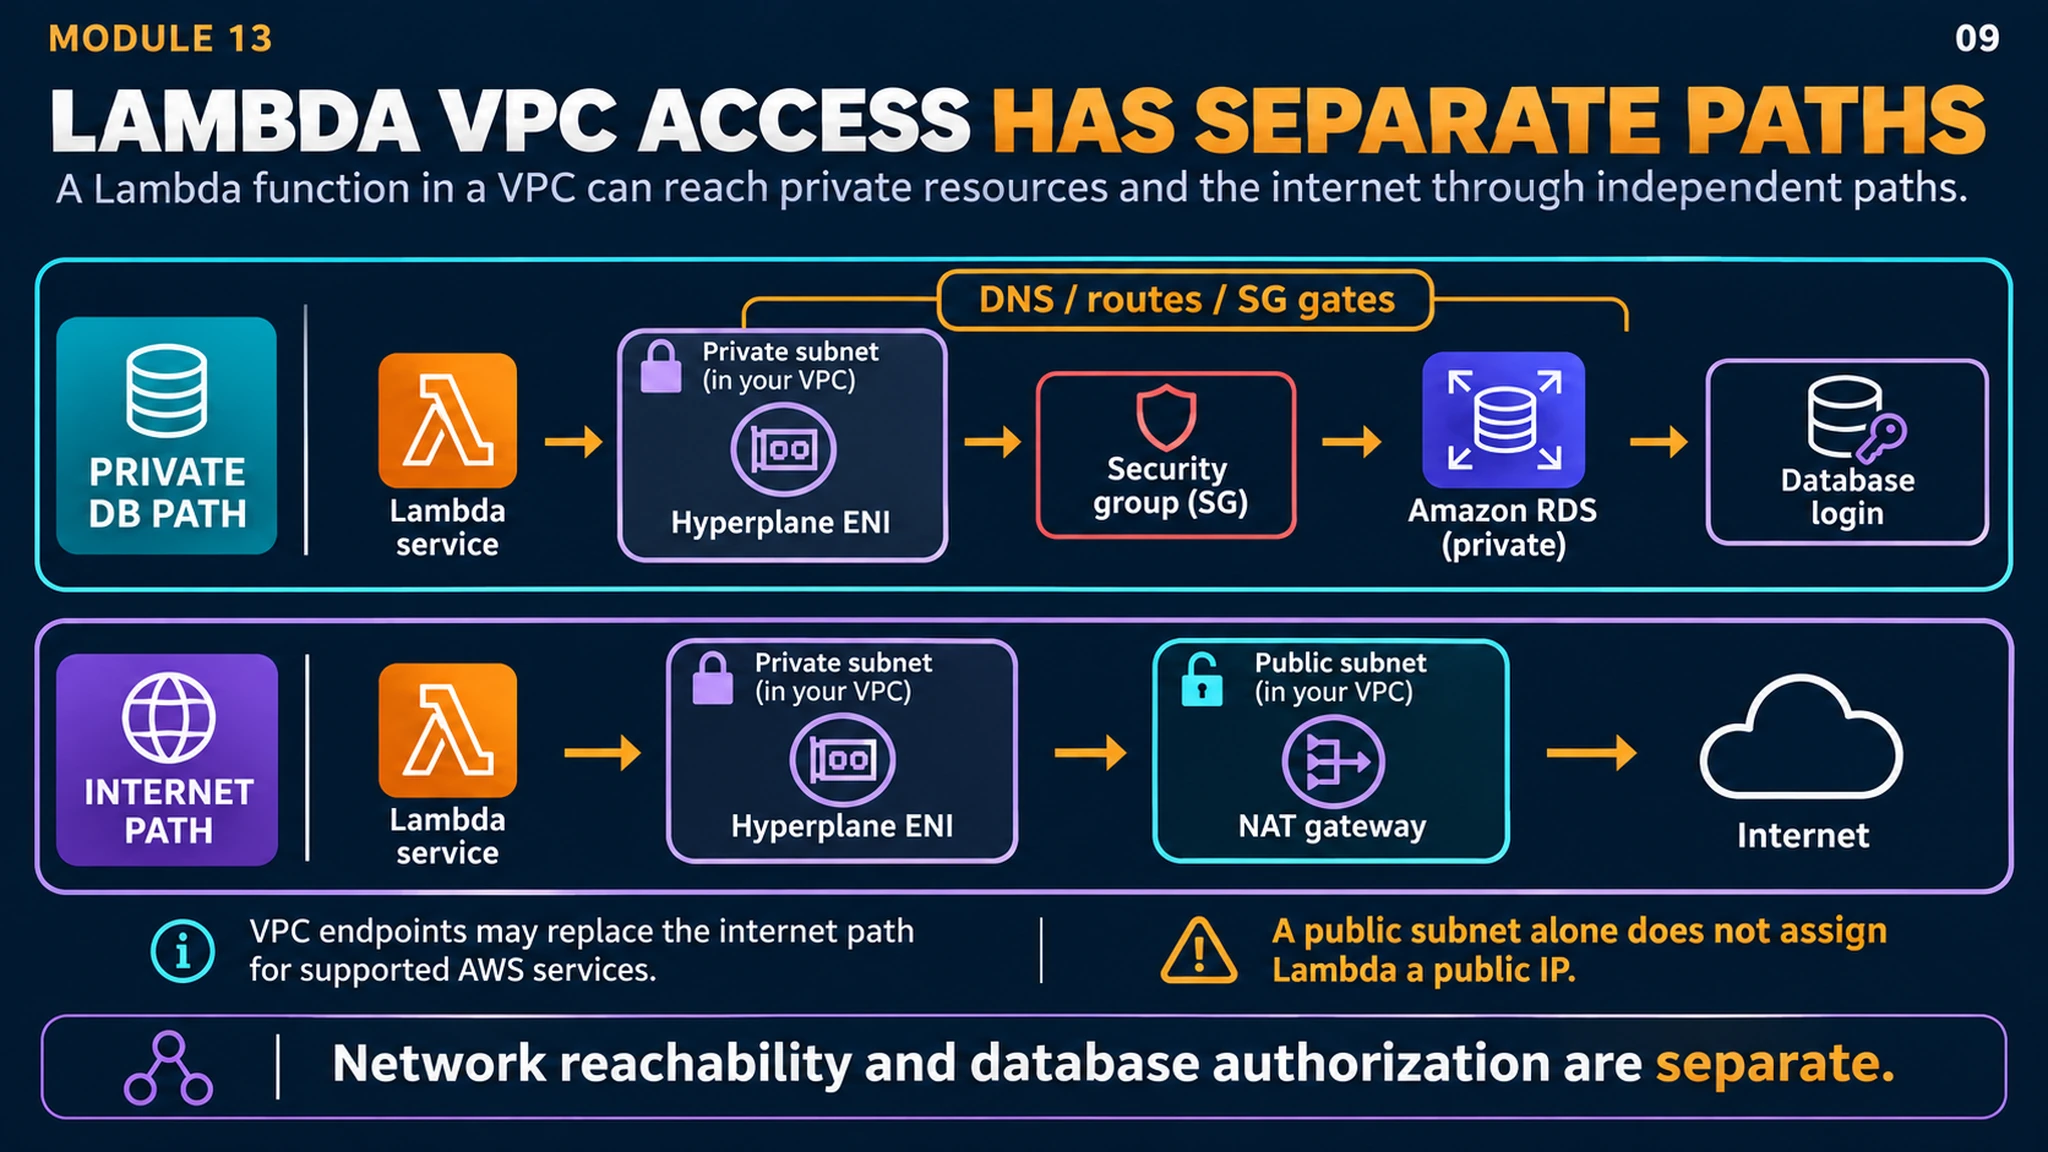 MODULE 13
09
LAMBDA VPC ACCESS HAS SEPARATE PATHS
A Lambda function in a VPC can reach private resources and the internet through independent paths.
DNS / routes / SG gates
PRIVATE
DB PATH
Lambda
service
Private subnet
(in your VPC)
Hyperplane ENI
Security
group (SG)
Amazon RDS
(private)
Database
login
INTERNET
PATH
Lambda
service
Private subnet
(in your VPC)
Hyperplane ENI
Public subnet
(in your VPC)
NAT gateway
Internet
VPC endpoints may replace the internet path
for supported AWS services.
A public subnet alone does not assign
Lambda a public IP.
Network reachability and database authorization are separate.